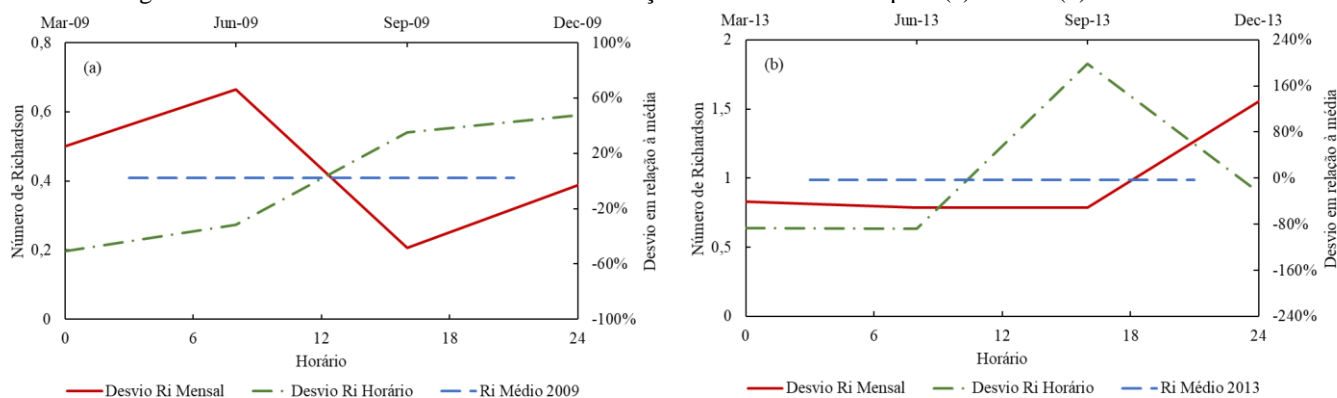 Mar-09 Jun-09 Sep-09 Dec-09
0,8 100%
(a)
0,6 60%
20%
0,4
-20%
0,2
-60%
0 -100%
Número de Richardson
Desvio em relação à média
0 6 12 18 24
Horário
Desvio Ri Mensal Desvio Ri Horário Ri Médio 2009
Mar-13 Jun-13 Sep-13 Dec-13
2 240%
(b)
160%
1,5
80%
1 0%
-80%
0,5
-160%
0 -240%
Número de Richardson
Desvio em relação à média
0 6 12 18 24
Horário
Desvio Ri Mensal Desvio Ri Horário Ri Médio 2013